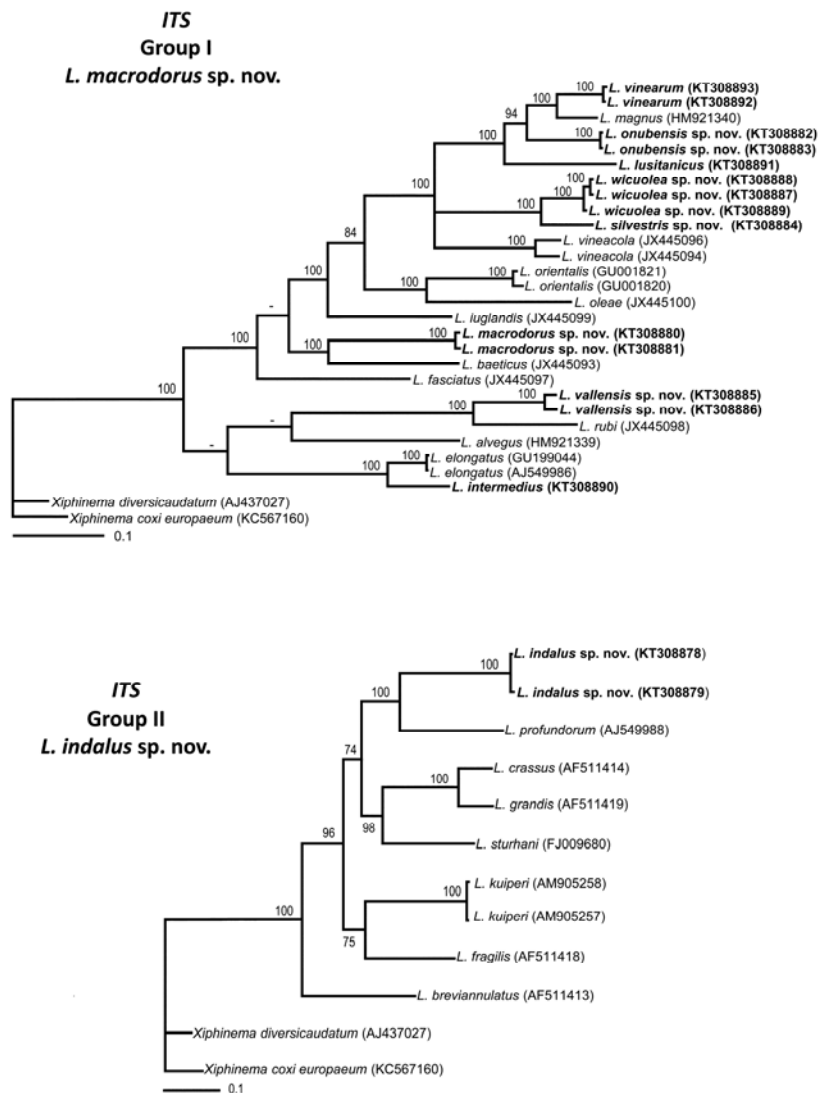 ITS
Group I
L. macrodorus sp. nov.
100
L. vinearum (KT308893)
L. vinearum (KT308892)
100
L. magnus (HM921340)
94
100
L. onubensis sp. nov. (KT308882)
L. onubensis sp. nov. (KT308883)
100
L. lusitanicus (KT308891)
100
L. wicuolea sp. nov. (KT308888)
100
L. wicuolea sp. nov. (KT308887)
100
L. wicuolea sp. nov. (KT308889)
100
L. silvestris sp. nov. (KT308884)
84
L. vineacola (JX445096)
100
L. vineacola (JX445094)
100
L. orientalis (GU001821)
100
L. orientalis (GU001820)
100
L. oleae (JX445100)
-
L. iuglandis (JX445099)
100
L. macrodorus sp. nov. (KT308880)
100
L. macrodorus sp. nov. (KT308881)
100
L. baeticus (JX445093)
100
L. fasciatus (JX445097)
100
L. vallensis sp. nov. (KT308885)
L. vallensis sp. nov. (KT308886)
-
100
L. rubi (JX445098)
-
L. alvegus (HM921339)
100
L. elongatus (GU199044)
100
L. elongatus (AJ549986)
L. intermedius (KT308890)
Xiphinema diversicaudatum (AJ437027)
Xiphinema coxi europaeum (KC567160)
0.1
ITS
Group II
L. indalus sp. nov.
L. indalus sp. nov. (KT308878)
100
L. indalus sp. nov. (KT308879)
100
L. profundorum (AJ549988)
74
L. crassus (AF511414)
100
L. grandis (AF511419)
98
96
L. sturhani (FJ009680)
L. kuiperi (AM905258)
100
L. kuiperi (AM905257)
100
75
L. fragilis (AF511418)
L. breviannulatus (AF511413)
Xiphinema diversicaudatum (AJ437027)
Xiphinema coxi europaeum (KC567160)
0.1